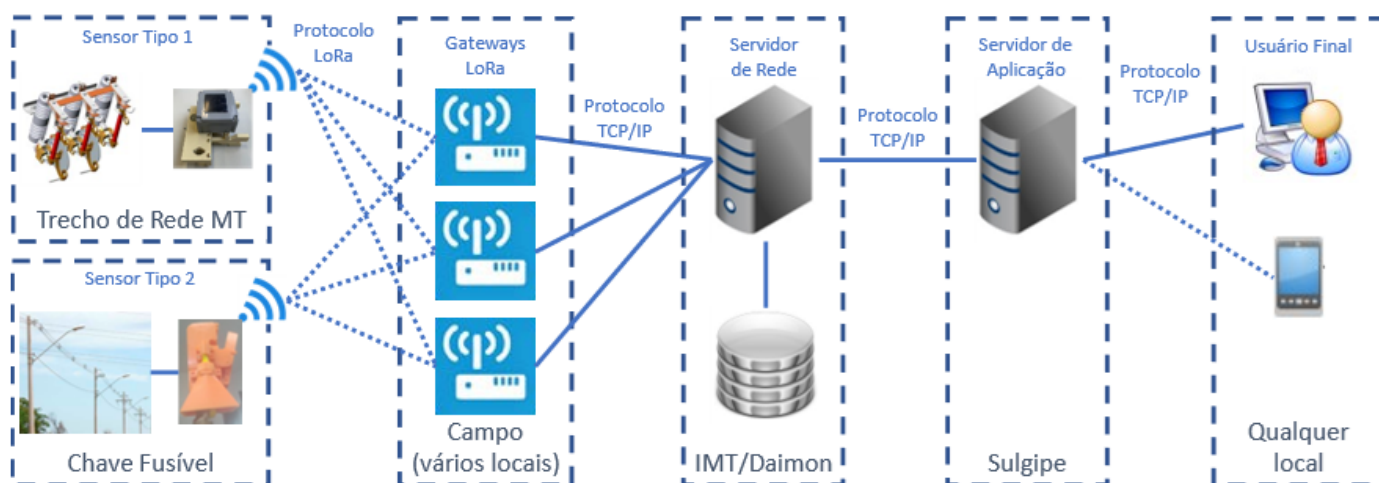 Sensor Tipo 1
Trecho de Rede MT
Sensor Tipo 2
Chave Fusível
Protocolo
LoRa
Gateways
LoRa
Campo
(vários locais)
Protocolo
TCP/IP
Servidor
de Rede
IMT/Daimon
Protocolo
TCP/IP
Servidor de
Aplicação
Sulgipe
Protocolo
TCP/IP
Usuário Final
Qualquer
local